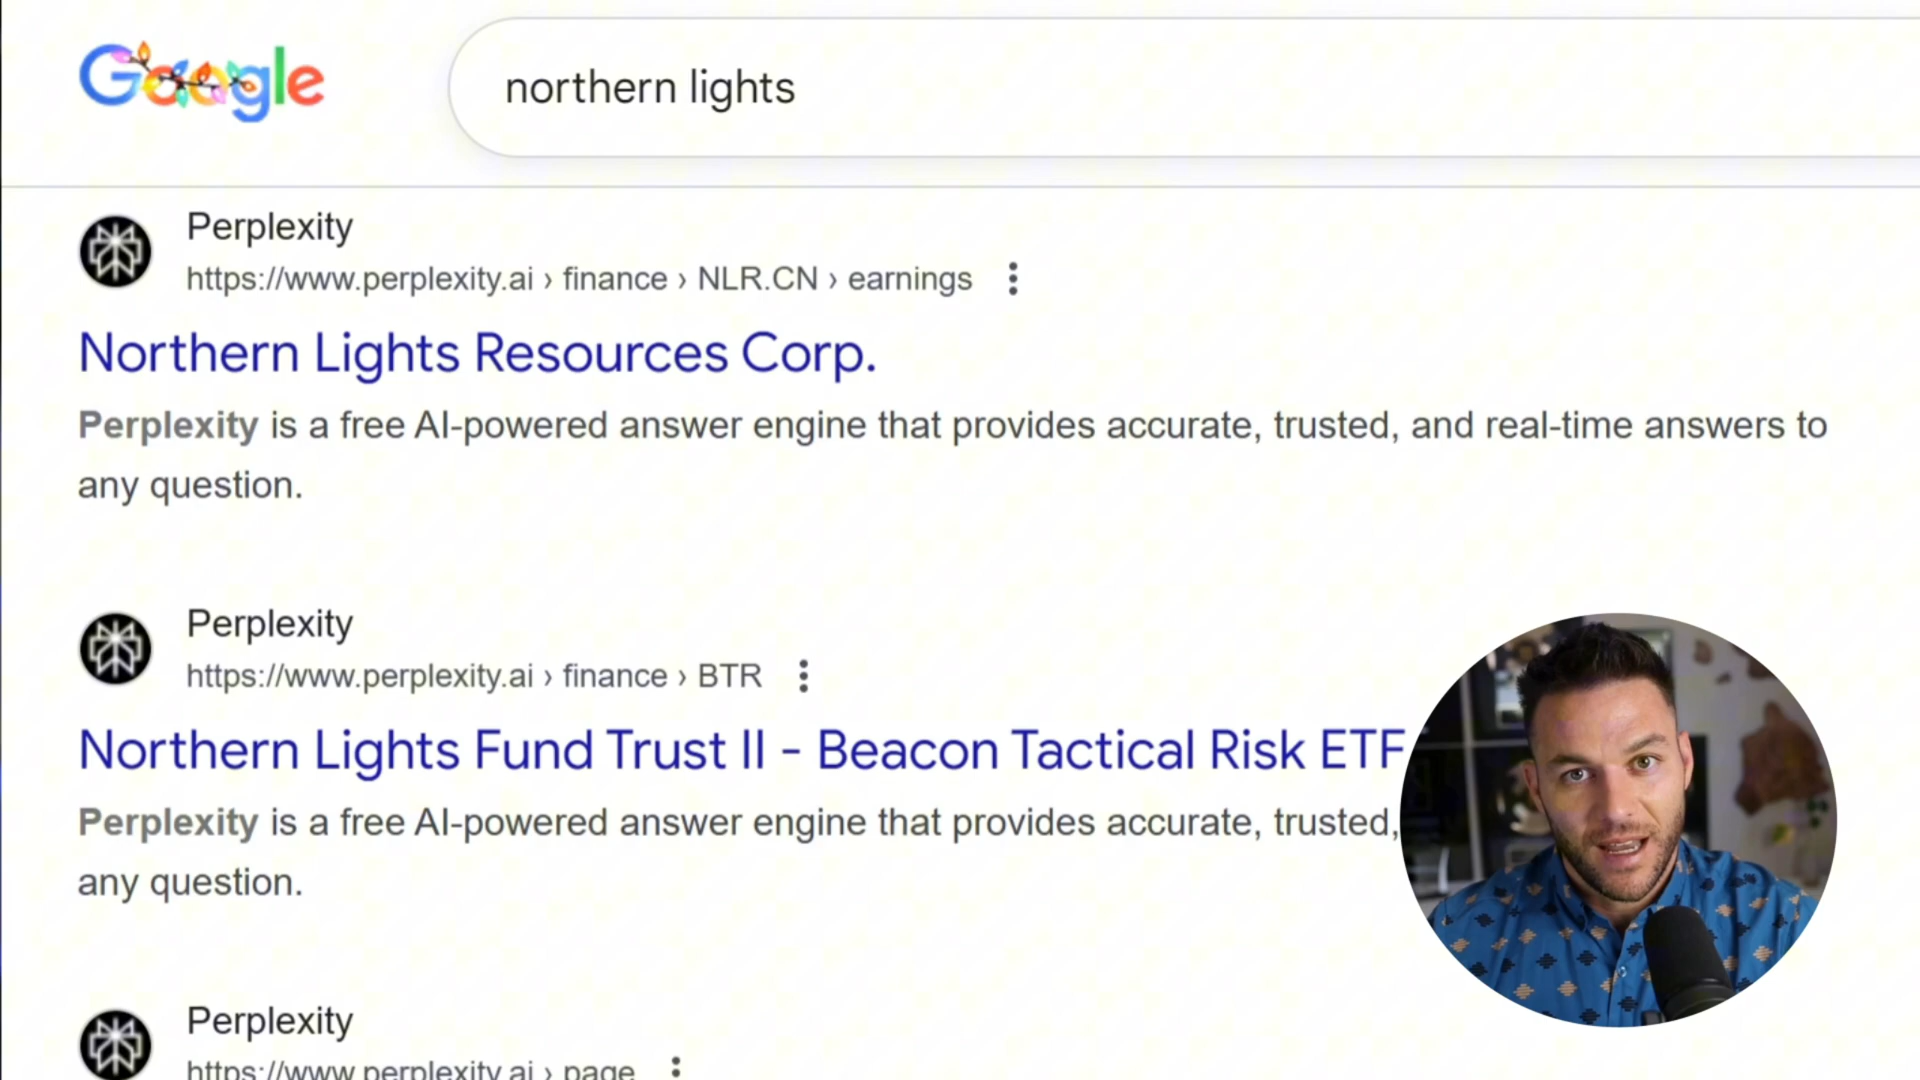 Google
northern lights
Perplexity
https://www.perplexity.ai › finance › NLR.CN › earnings
Northern Lights Resources Corp.
Perplexity is a free AI-powered answer engine that provides accurate, trusted, and real-time answers to
any question.
Perplexity
https://www.perplexity.ai › finance › BTR
Northern Lights Fund Trust II - Beacon Tactical Risk ETF
Perplexity is a free AI-powered answer engine that provides accurate, trusted,
any question.
Perplexity
https://www.perplexity.ai › page